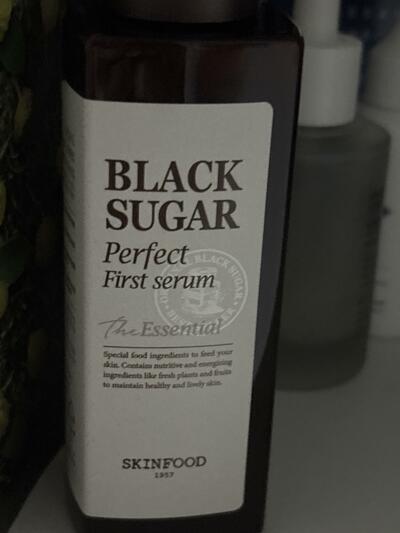 BLACK
SUGAR
Perfect
First serum
The Essential
Special food ingredients to feed your
skin. Contains nutritive and energizing
ingredients like fresh plants and fruits
to maintain healthy and lively skin.
SKINFOOD
1957